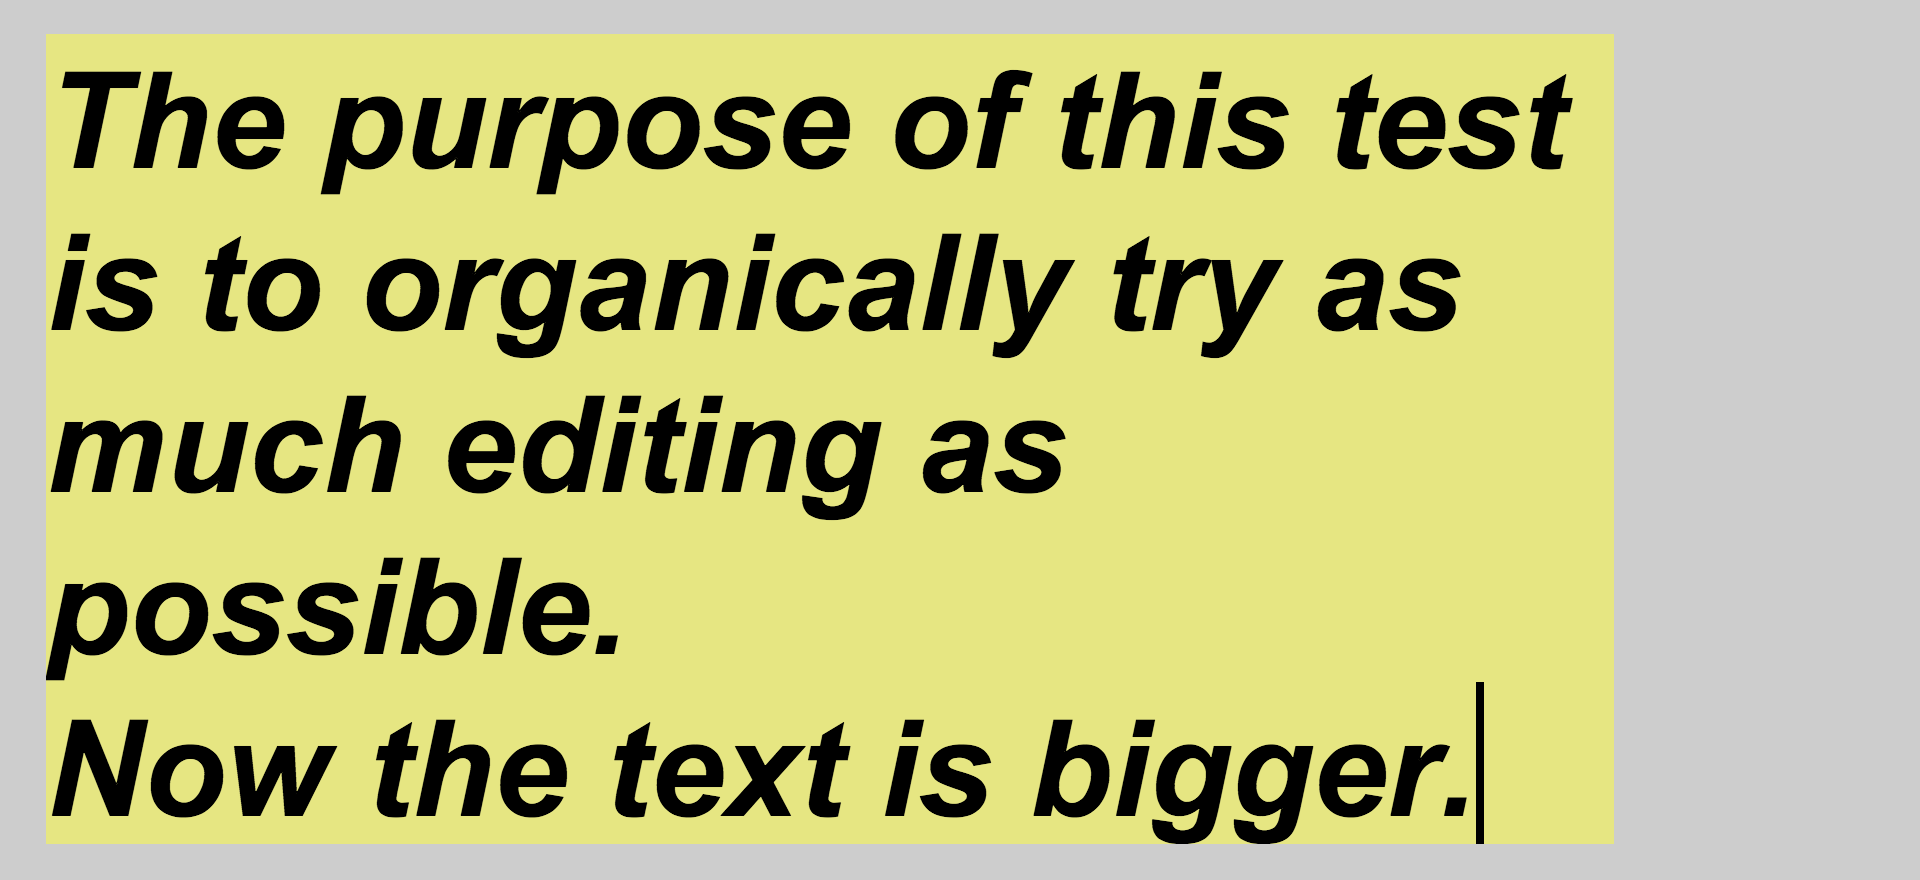 The purpose of this test
is to organically try as
much editing as
possible.
Now the text is bigger.